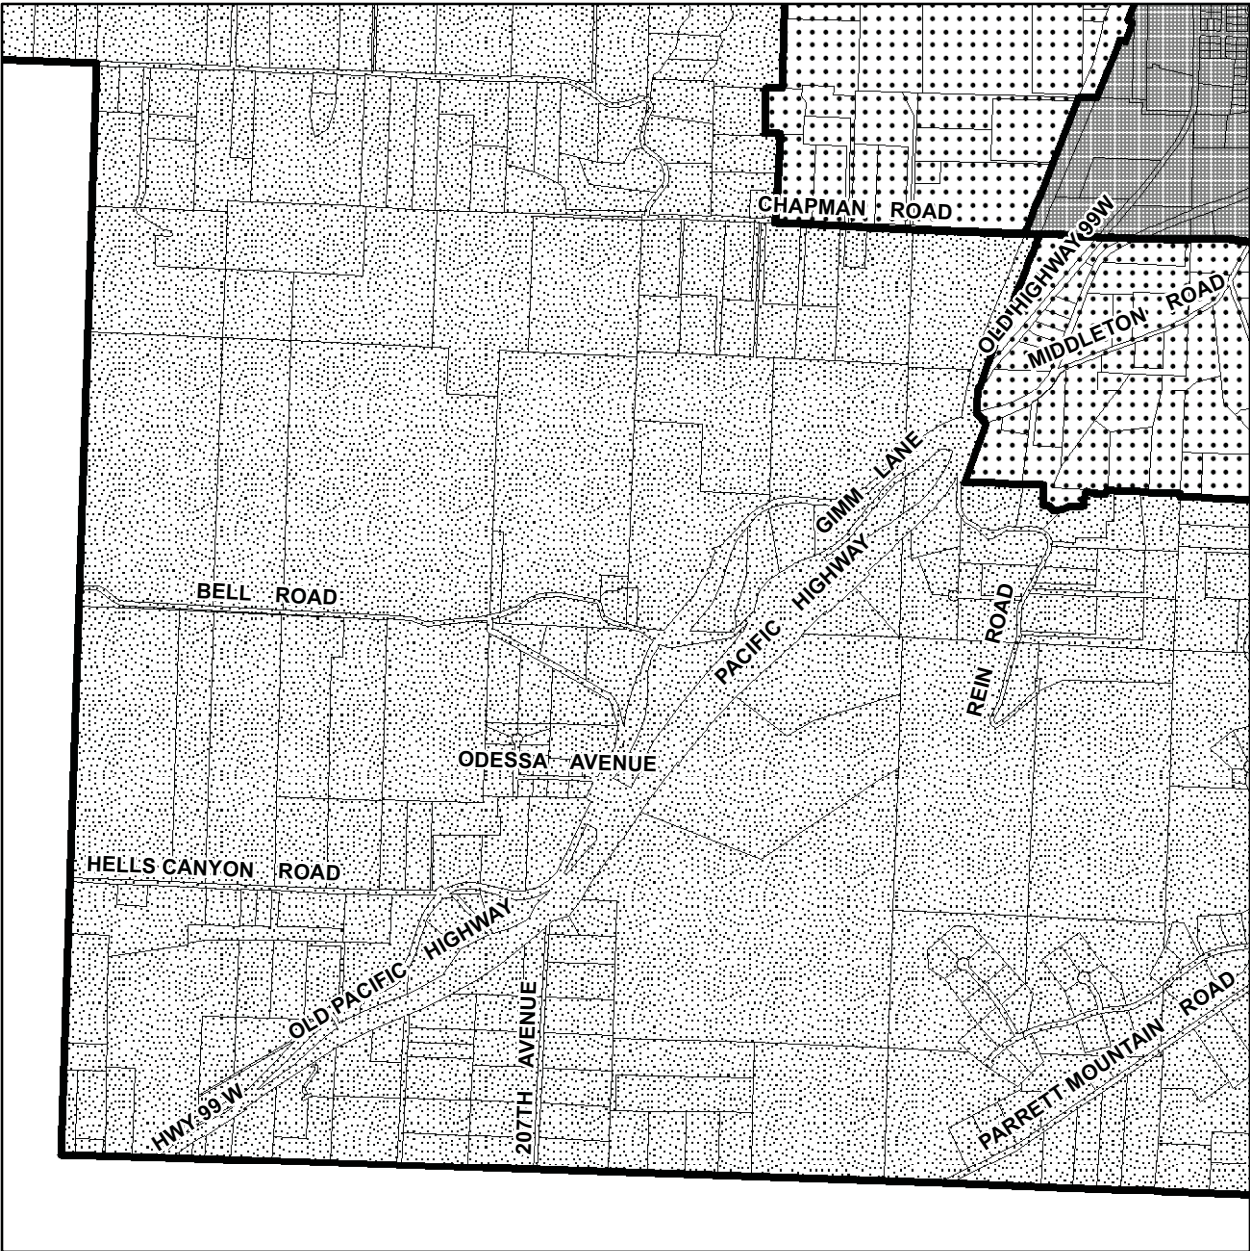 CHAPMAN ROAD
OLD HIGHWAY 99W
MIDDLETON ROAD
GIMM LANE
PACIFIC HIGHWAY
BELL ROAD
REIN ROAD
ODESSA AVENUE
HELLS CANYON ROAD
OLD PACIFIC HIGHWAY
207TH AVENUE
PARRETT MOUNTAIN ROAD
HWY 99 W